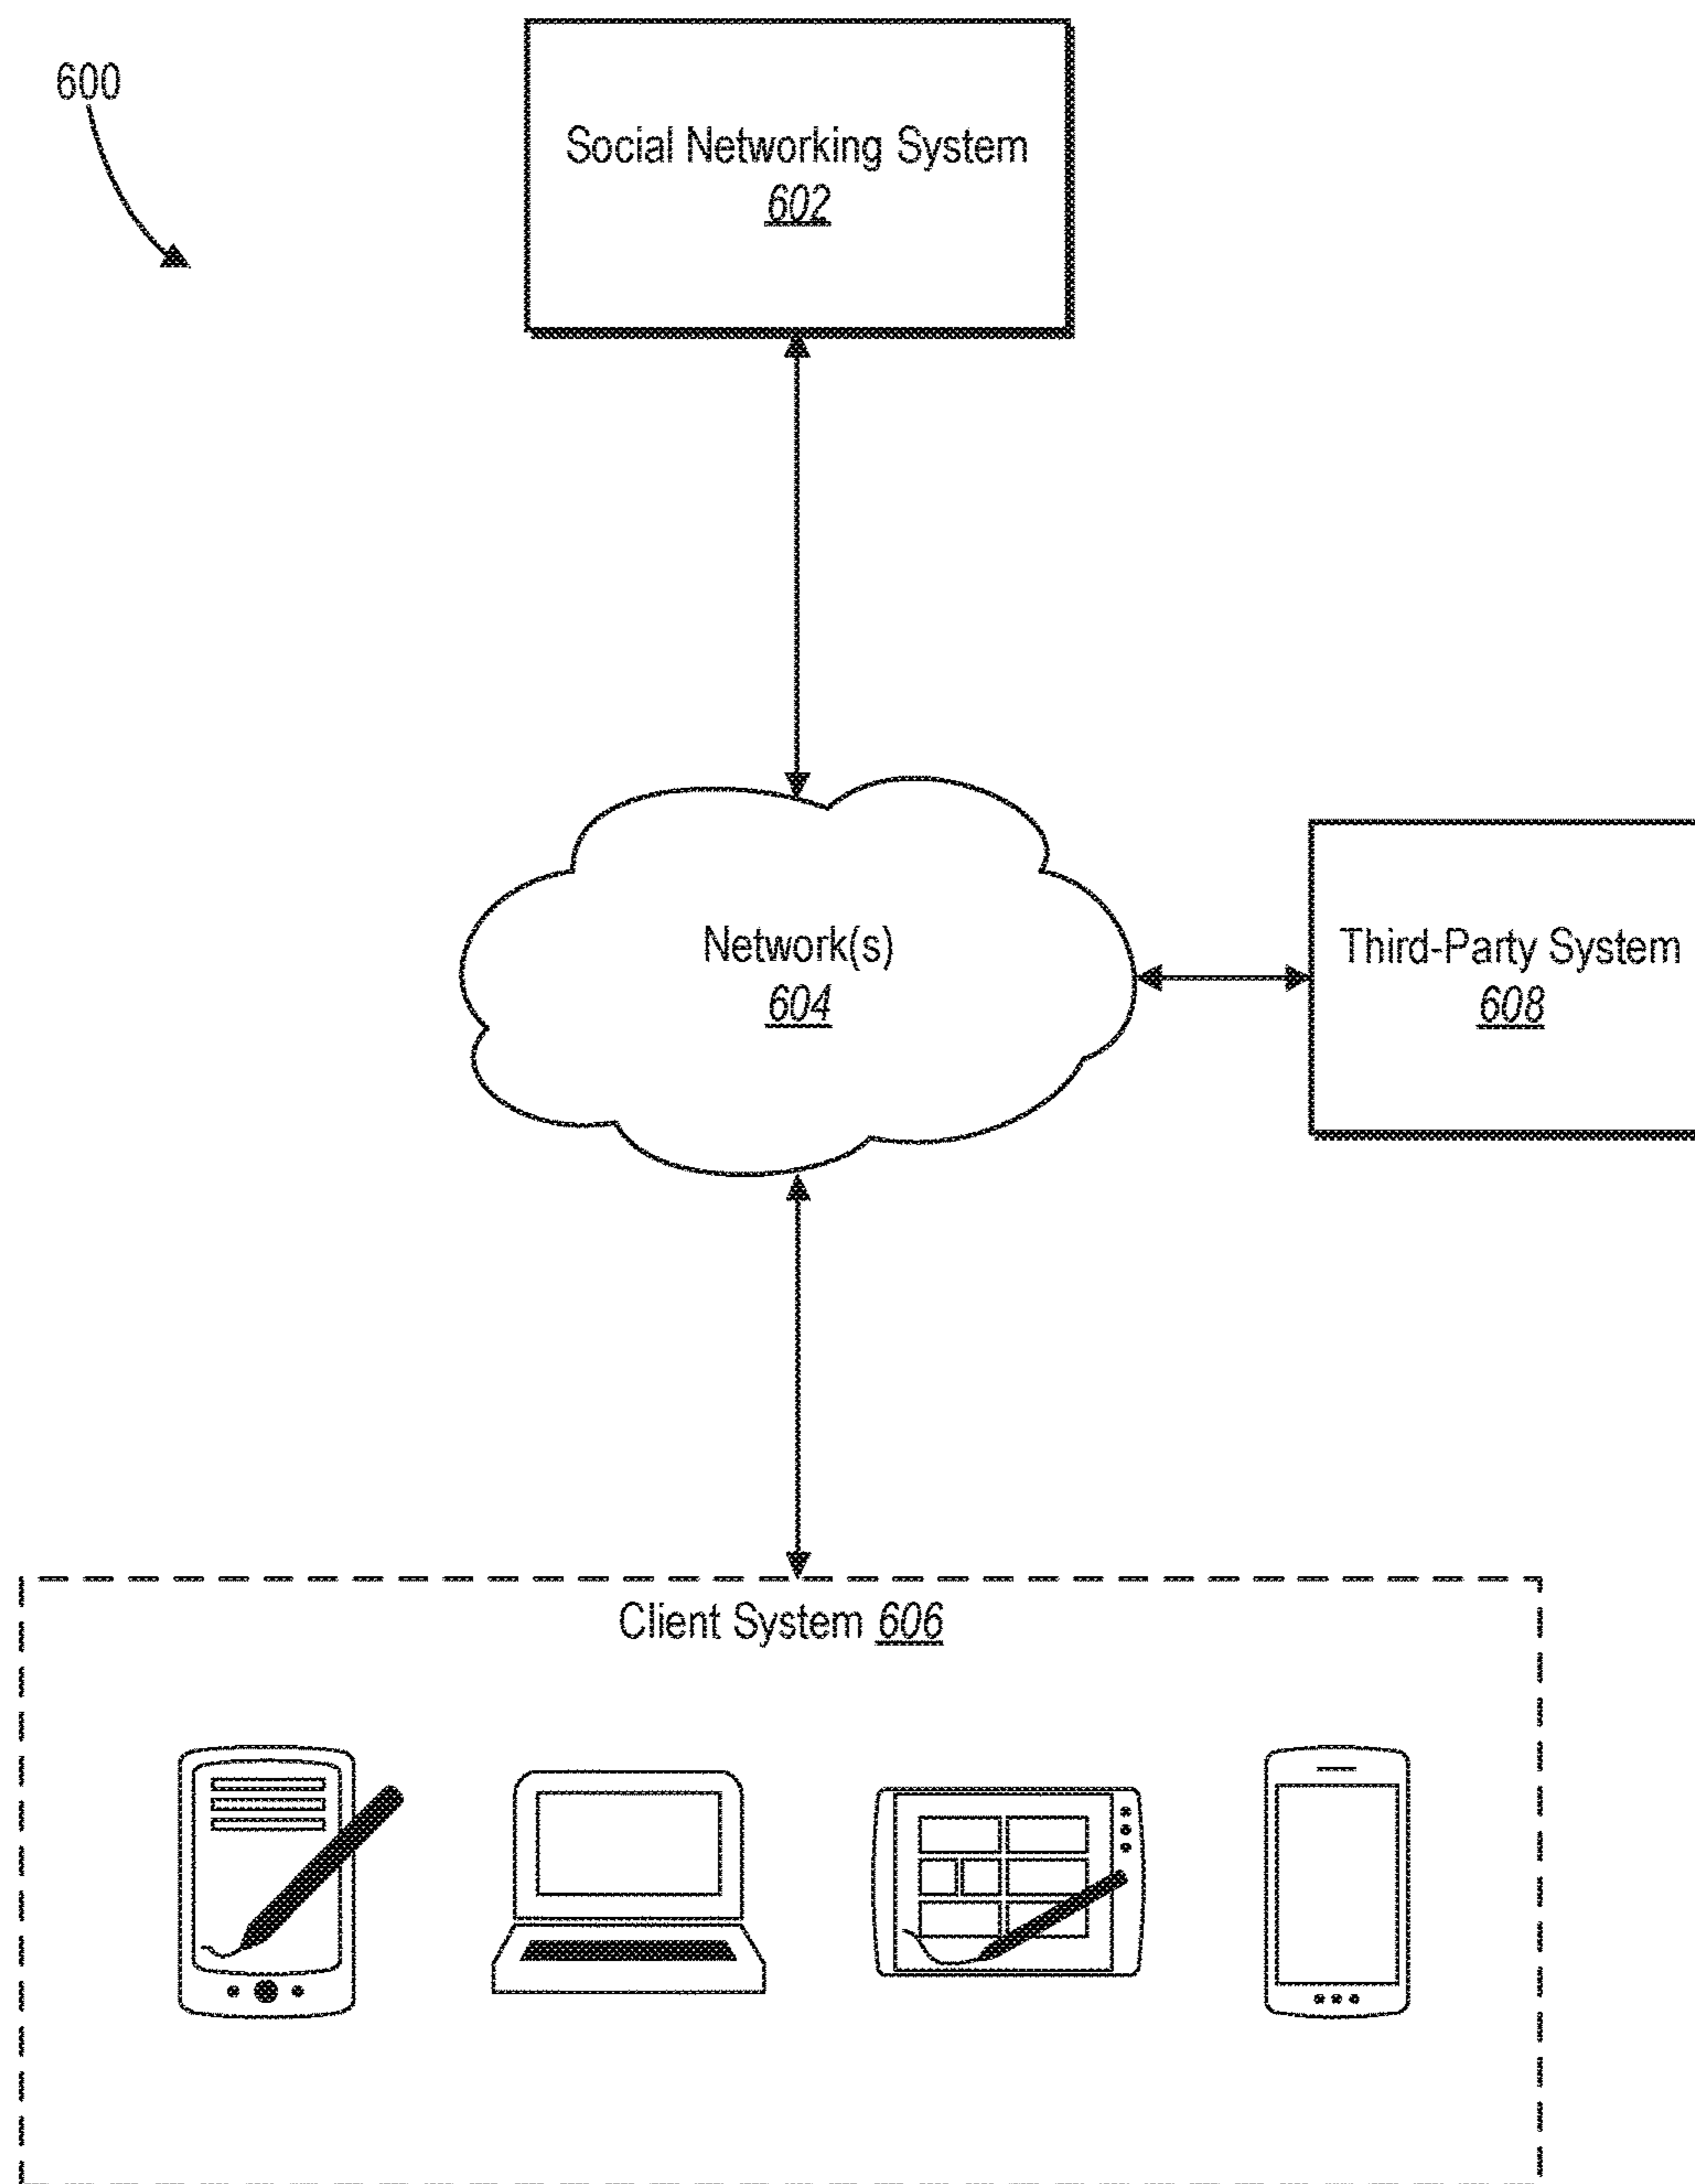 600
Social Networking System
602
Network(s)
604
Third-Party System
608
Client System 606